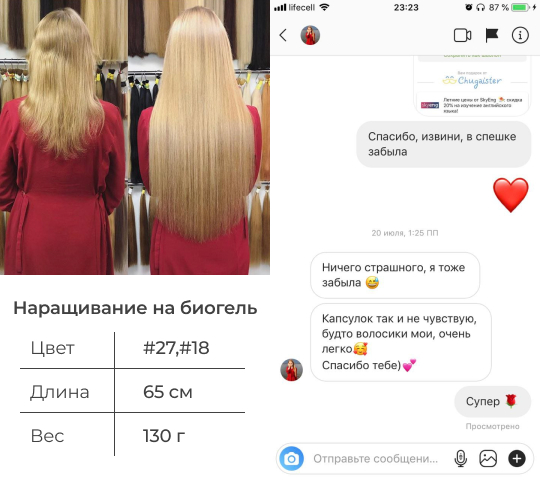 Наращивание на биогель
Цвет #27,#18
Длина 65 см
Вес 130 г
lifecell 23:23 87 %
Chugaister
Летние цены от SkyEng скидка
20% на изучение английского
языка!
skyeng
Спасибо, извини, в спешке
забыла
❤️
20 июля, 1:25 ПП
Ничего страшного, я тоже
забыла 😅
Капсулок так и не чувствую,
будто волосики мои, очень
легко🥰
Спасибо тебе)💕
Супер 🌹
Просмотрено
Отправьте сообщени...